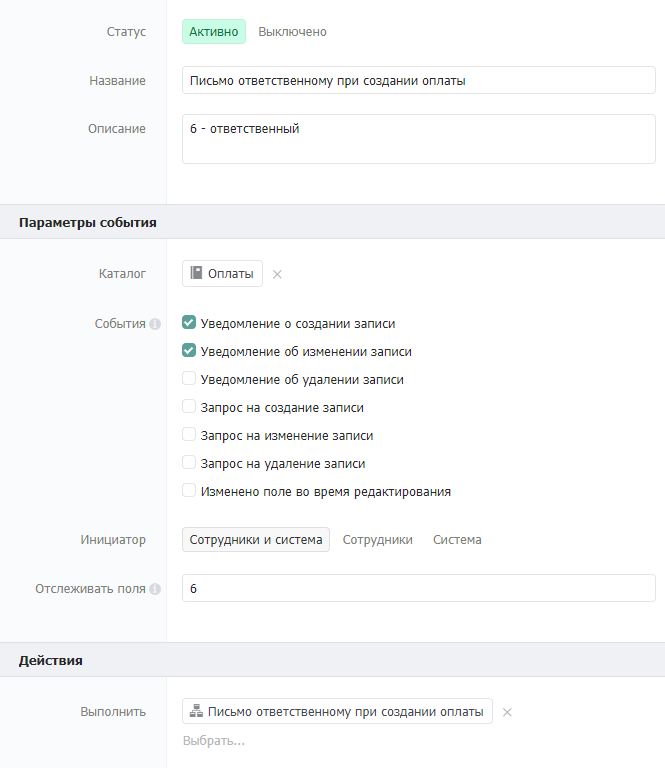 Статус Активно Выключено
Название Письмо ответственному при создании оплаты
Описание 6 - ответственный
Параметры события
Каталог Оплаты ×
События
Уведомление о создании записи
Уведомление об изменении записи
Уведомление об удалении записи
Запрос на создание записи
Запрос на изменение записи
Запрос на удаление записи
Изменено поле во время редактирования
Инициатор Сотрудники и система Сотрудники Система
Отслеживать поля 6
Действия
Выполнить Письмо ответственному при создании оплаты ×
Выбрать...